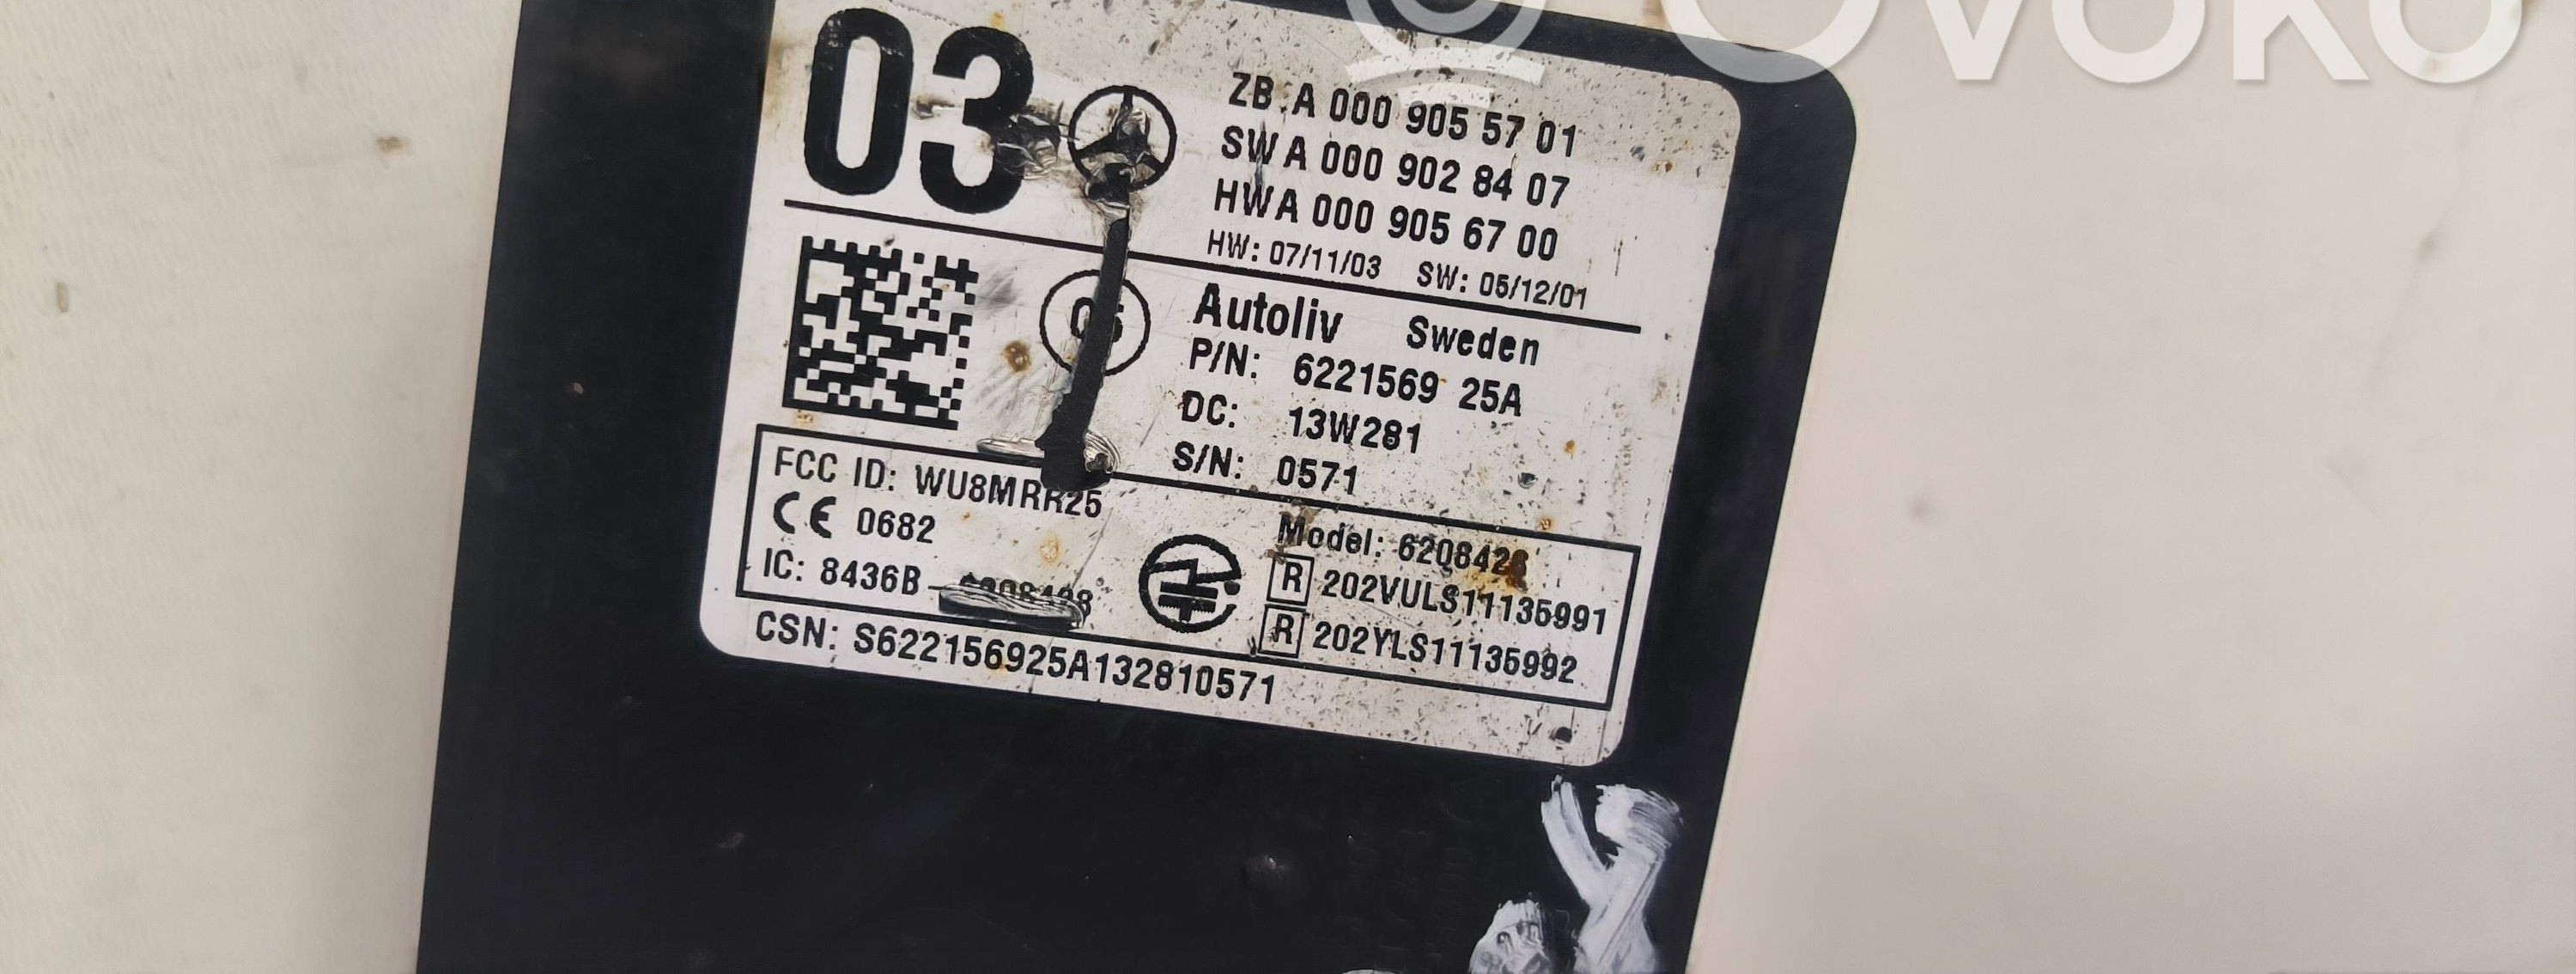 OVOKO
03
ZB A 000 905 57 01
SW A 000 902 84 07
HWA 000 905 67 00
HW: 07/11/03 SW: 05/12/01
Autoliv Sweden
P/N: 6221569 25A
DC: 13W281
S/N: 0571
FCC ID: WU8MRR25
CE 0682
IC: 8436B
Model: 6208428
R 202VULS11135991
R 202YLS11135992
CSN: S622156925A132810571